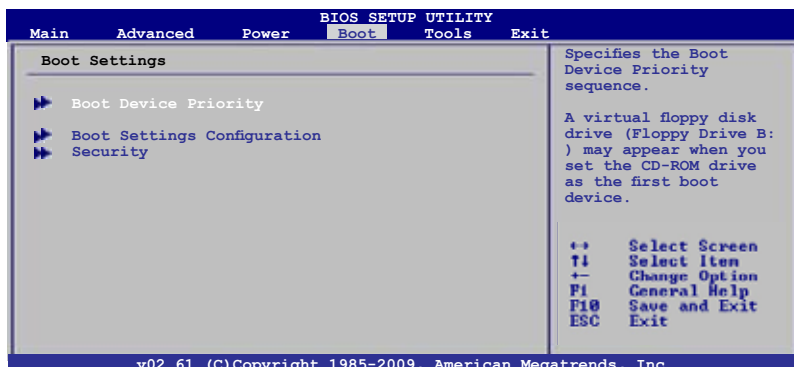 BIOS SETUP UTILITY
Main Advanced Power Boot Tools Exit
Boot Settings
Boot Device Priority
Boot Settings Configuration
Security
Specifies the Boot
Device Priority
sequence.
A virtual floppy disk
drive (Floppy Drive B:
) may appear when you
set the CD-ROM drive
as the first boot
device.
←→ Select Screen
↑↓ Select Item
+- Change Option
F1 General Help
F10 Save and Exit
ESC Exit
v02.61 (C)Copyright 1985-2009, American Megatrends, Inc.